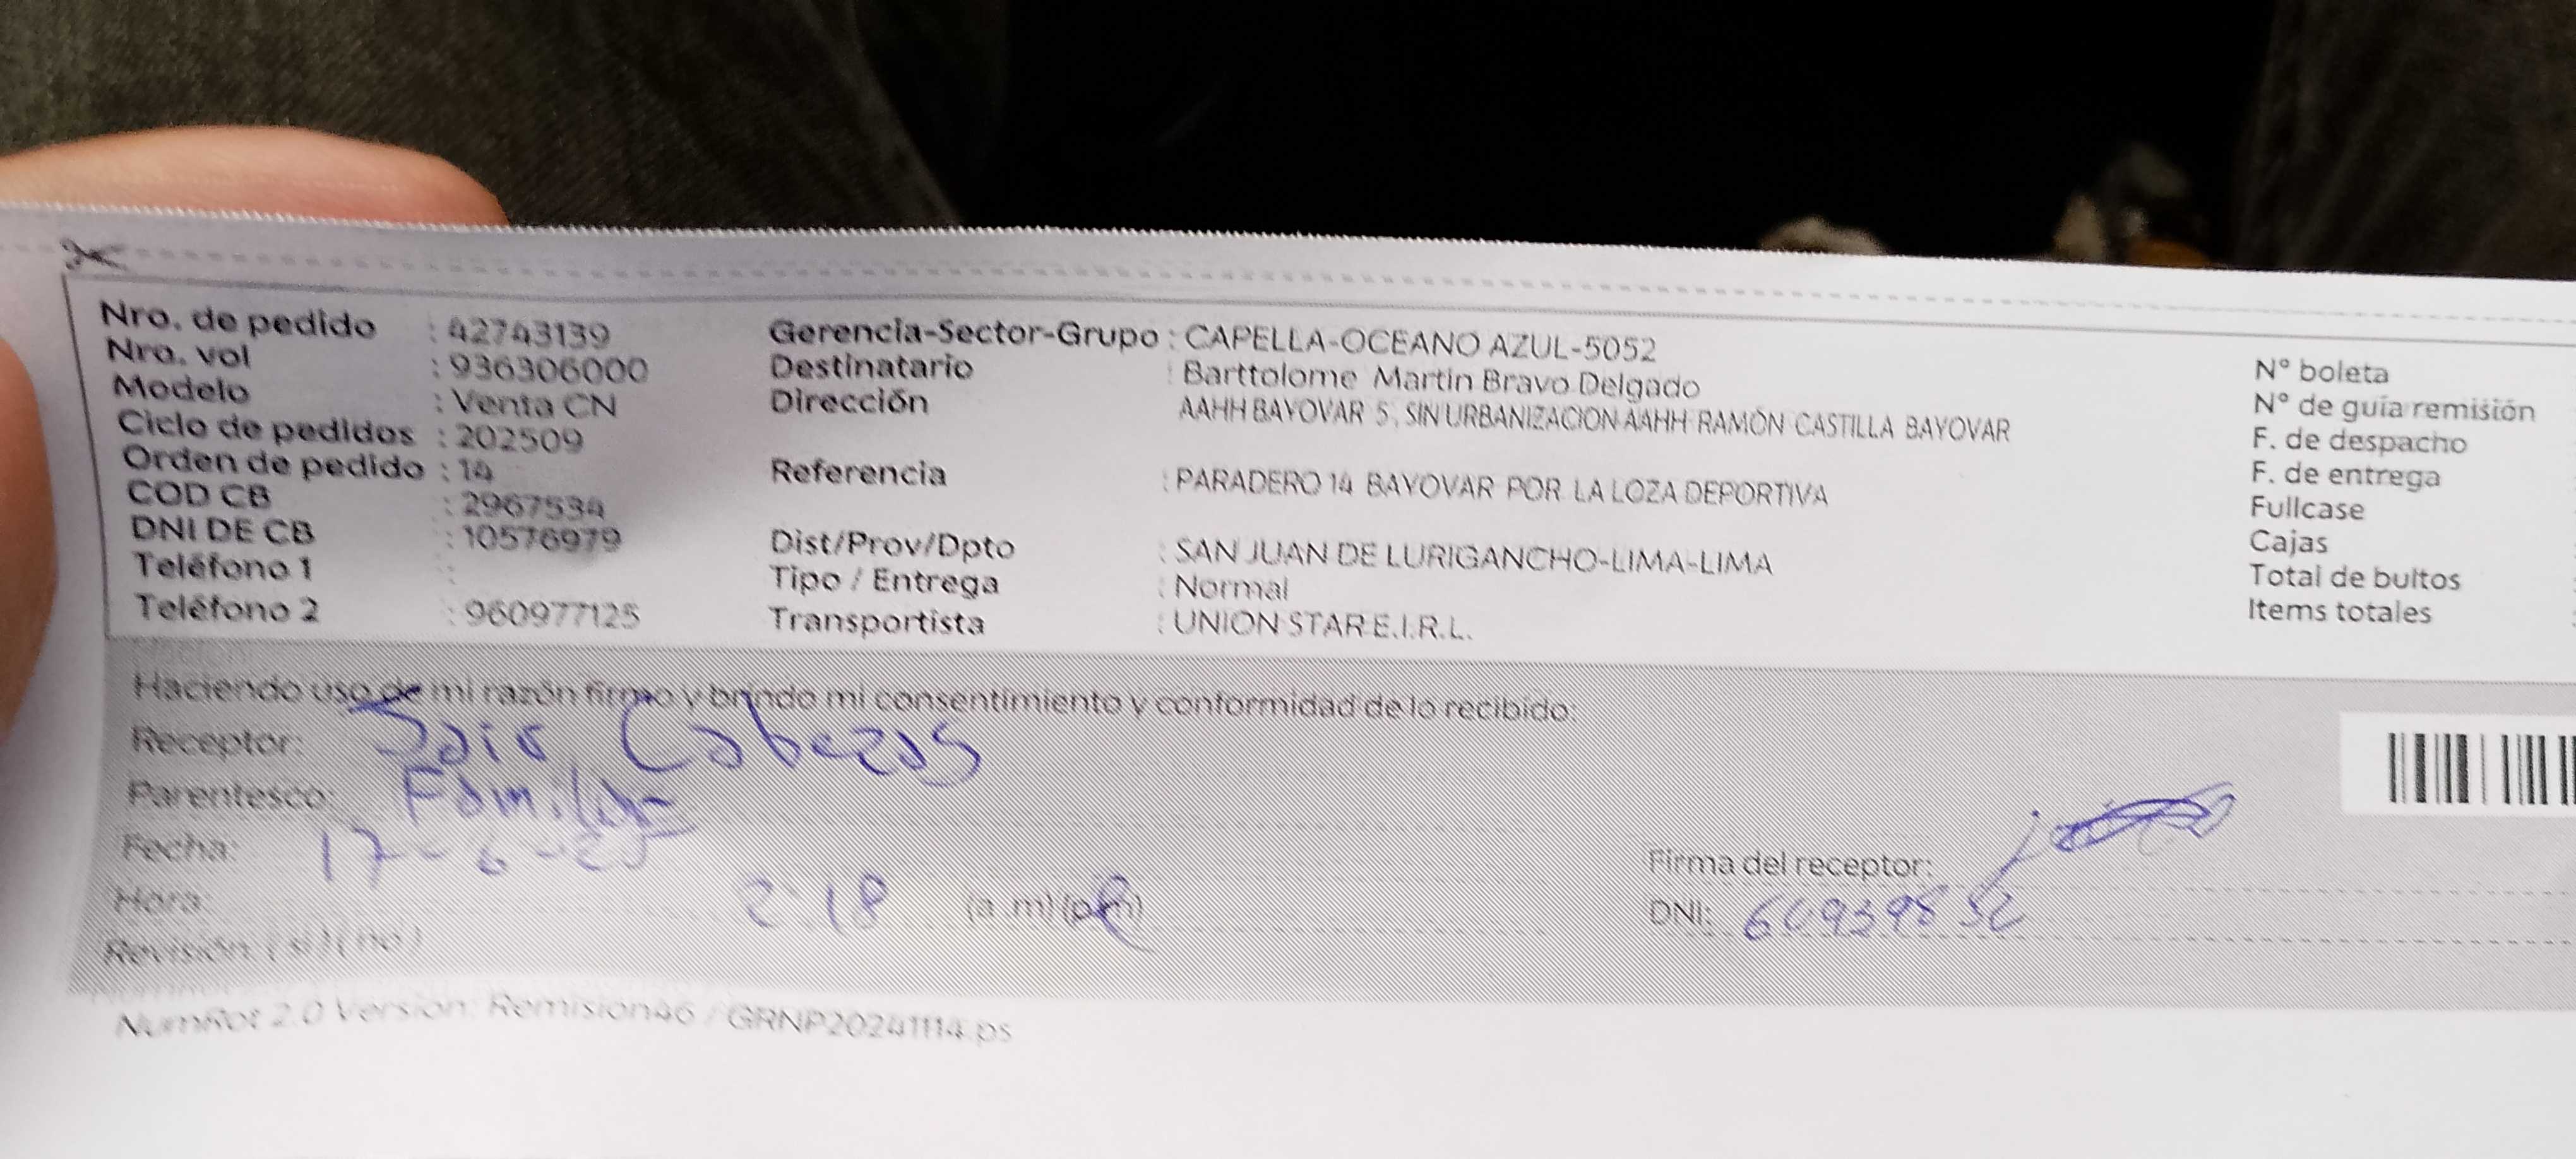 Nro. de pedido : 42743139
Nro. vol : 936306000
Modelo : Venta CN
Ciclo de pedidos : 202509
Orden de pedido : 14
COD CB : 2967534
DNI DE CB : 10576979
Teléfono 1 :
Teléfono 2 : 960977125
Gerencia-Sector-Grupo : CAPELLA-OCEANO AZUL-5052
Destinatario : Barttolome Martin Bravo Delgado
Dirección AAHH BAYOVAR 5, SIN URBANIZACION AAHH RAMÓN CASTILLA BAYOVAR
Referencia : PARADERO 14 BAYOVAR POR LA LOZA DEPORTIVA
Dist/Prov/Dpto : SAN JUAN DE LURIGANCHO-LIMA-LIMA
Tipo / Entrega : Normal
Transportista : UNION STAR E.I.R.L.
N° boleta
N° de guía remisión
F. de despacho
F. de entrega
Fullcase
Cajas
Total de bultos
Items totales
Haciendo uso de mi razón firmo y brindo mi consentimiento y conformidad de lo recibido:
Receptor: Cabezas
Parentesco: Familiar
Fecha: 17-6-25
Hora: 2:18 (a.m) (p.m)
Revisión: (si) (no)
Firma del receptor:
DNI:
NumRot 2.0 Version: Remision46 / GRNP20241114.ps